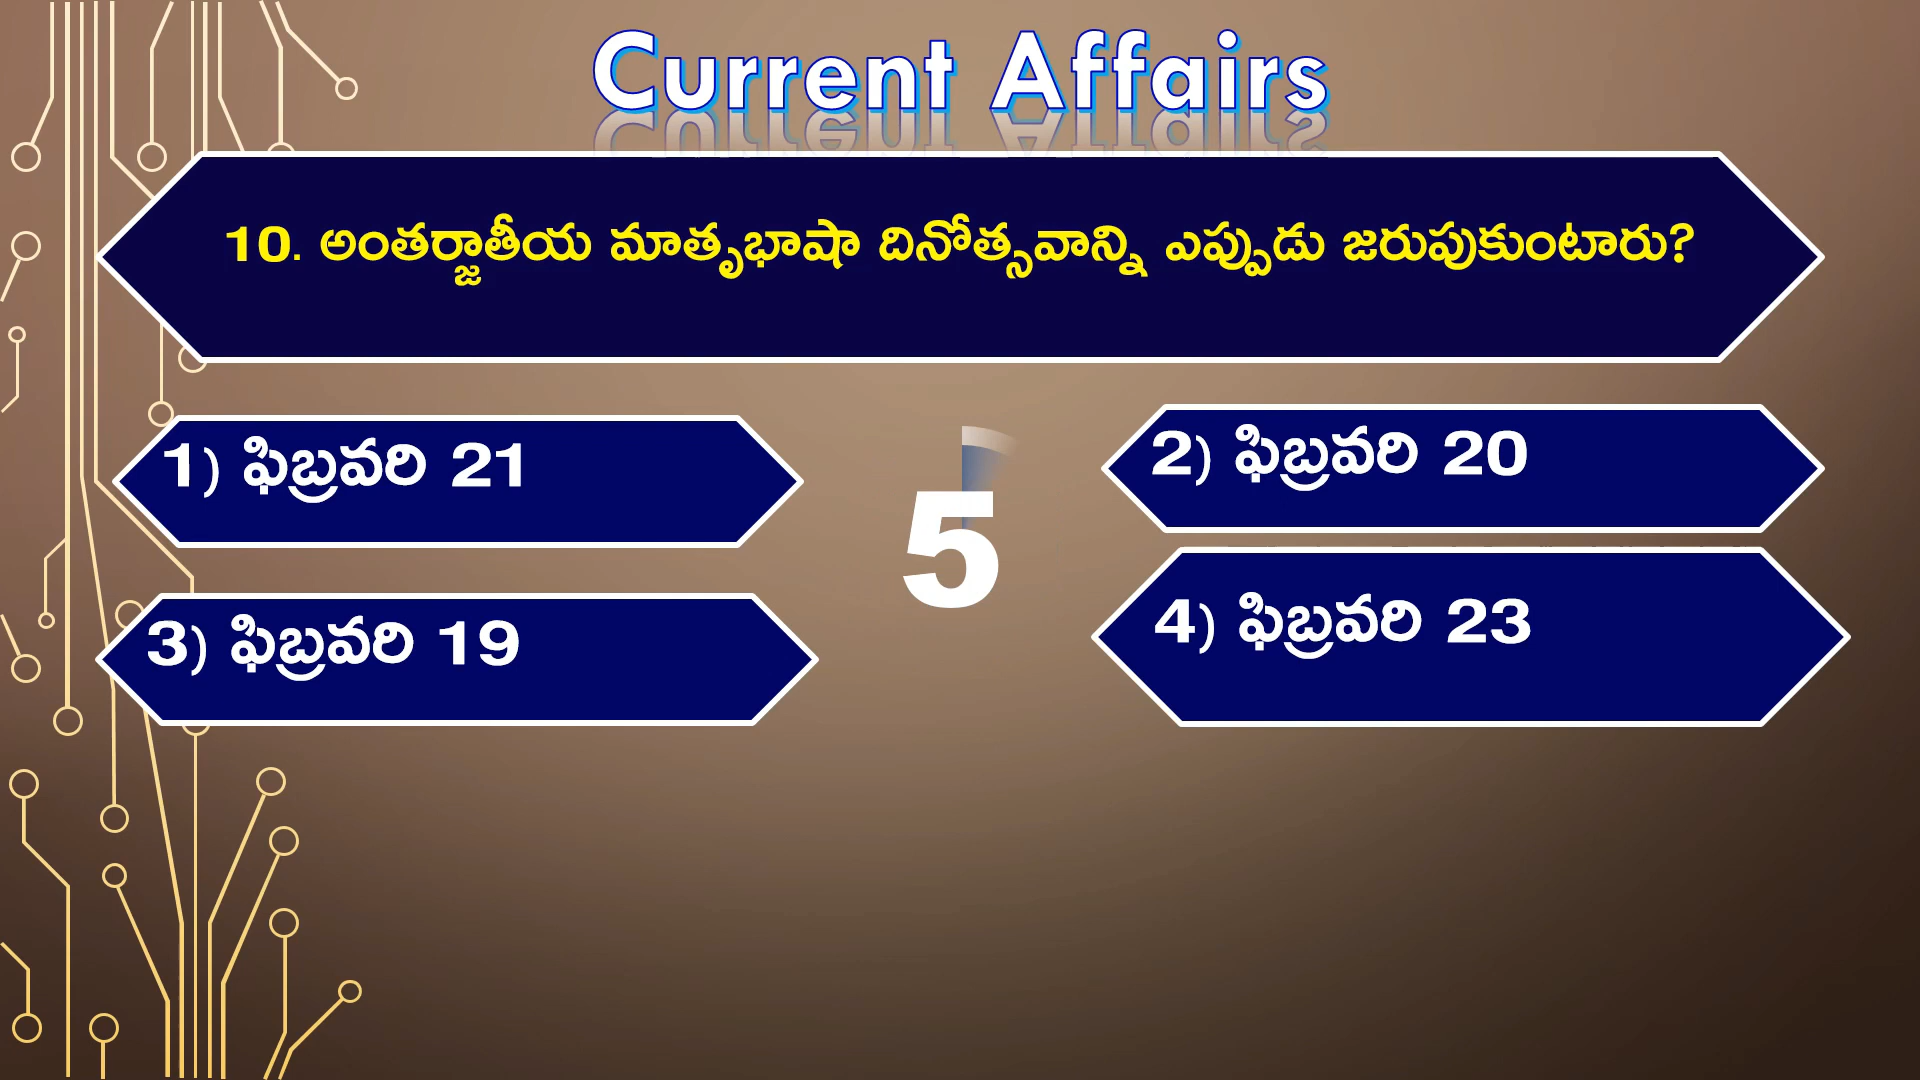 Current Affairs
10. అంతర్జాతీయ మాతృభాషా దినోత్సవాన్ని ఎప్పుడు జరుపుకుంటారు?
1) ఫిబ్రవరి 21
2) ఫిబ్రవరి 20
5
3) ఫిబ్రవరి 19
4) ఫిబ్రవరి 23